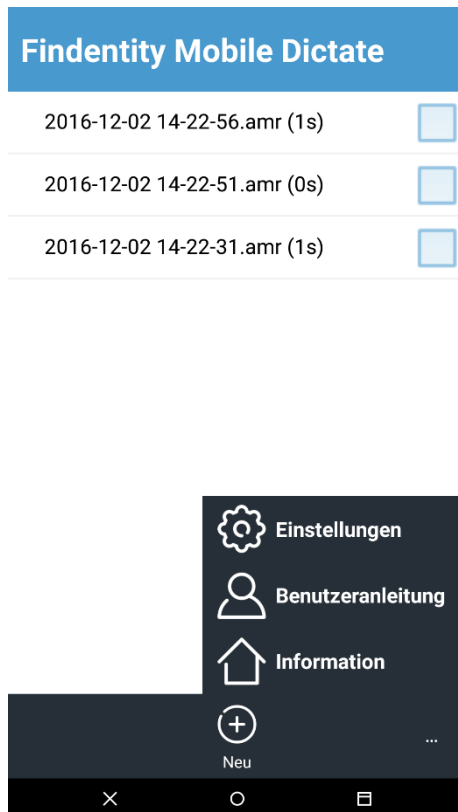 Findentity Mobile Dictate
2016-12-02 14-22-56.amr (1s)
2016-12-02 14-22-51.amr (0s)
2016-12-02 14-22-31.amr (1s)
Einstellungen
Benutzeranleitung
Information
...
Neu